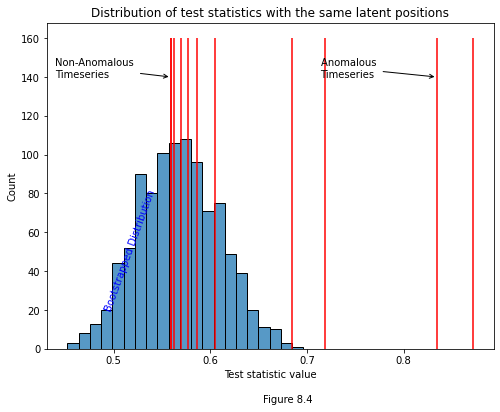 Distribution of test statistics with the same latent positions
160
140
120
100
80
60
40
20
0
Count
Non-Anomalous
Timeseries
Anomalous
Timeseries
Bootstrapped Distribution
0.5 0.6 0.7 0.8
Test statistic value
Figure 8.4